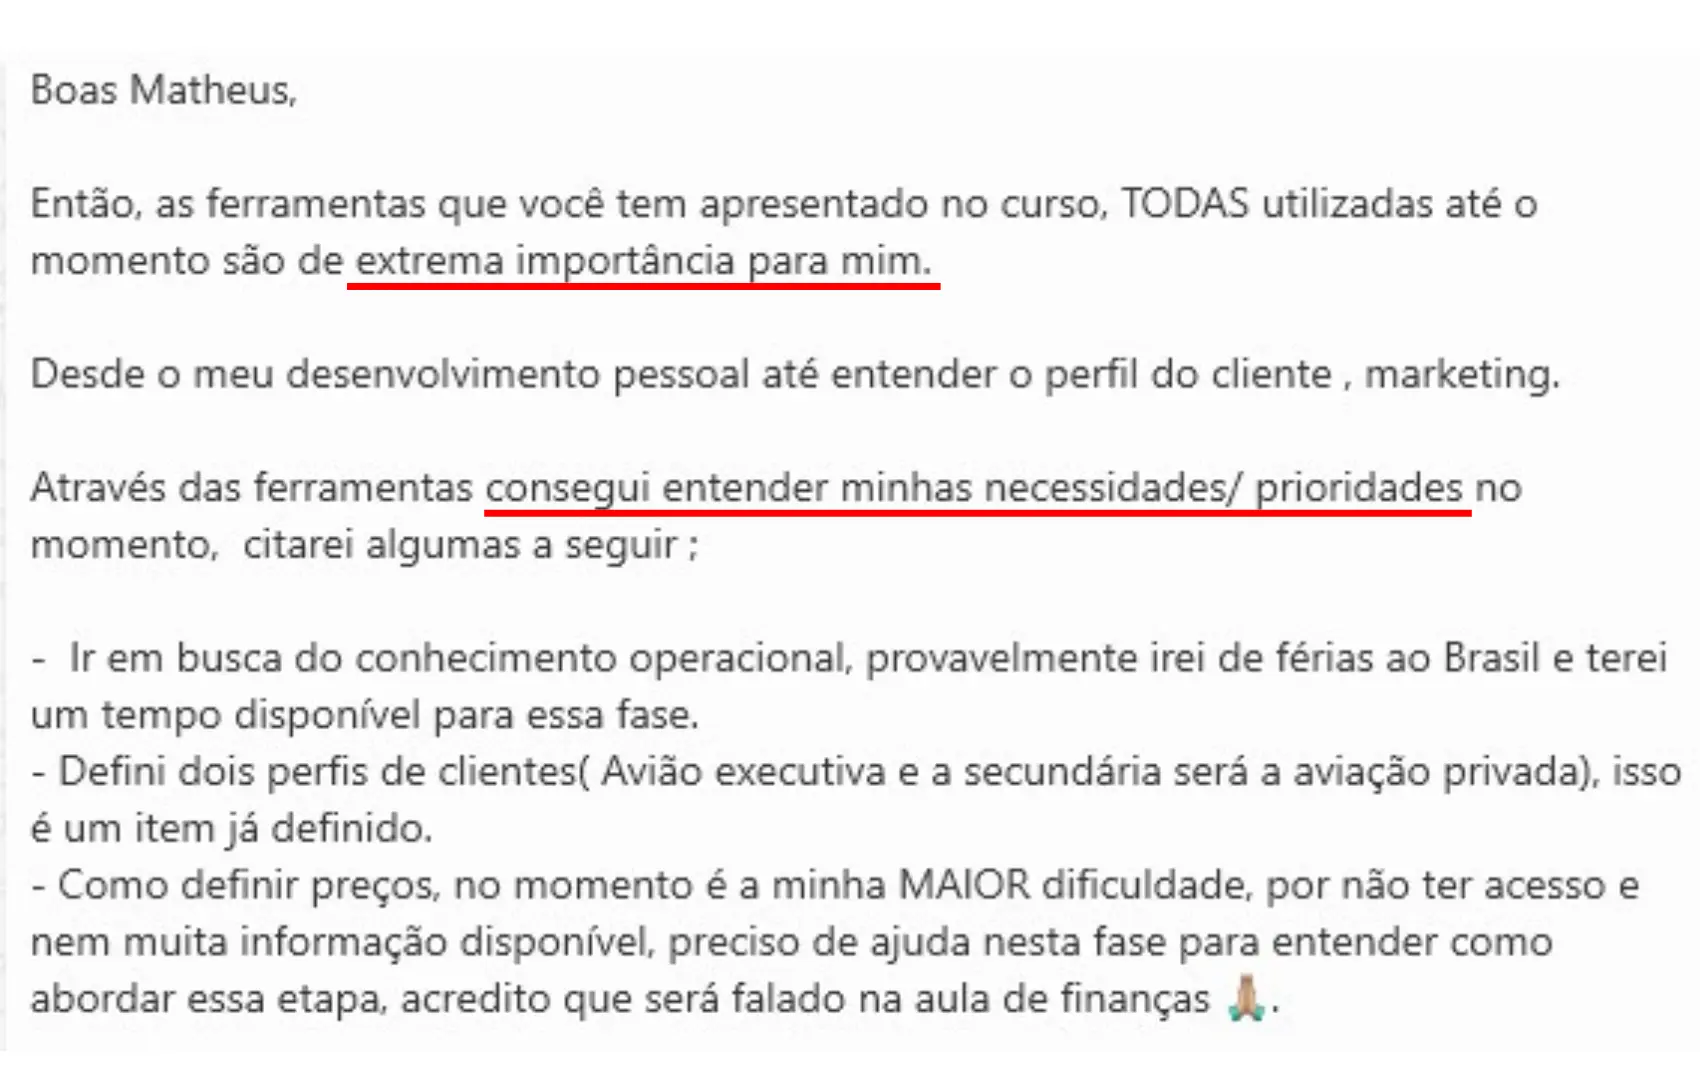 Boas Matheus,
Então, as ferramentas que você tem apresentado no curso, TODAS utilizadas até o
momento são de extrema importância para mim.
Desde o meu desenvolvimento pessoal até entender o perfil do cliente , marketing.
Através das ferramentas consegui entender minhas necessidades/ prioridades no
momento,  citarei algumas a seguir ;
-  Ir em busca do conhecimento operacional, provavelmente irei de férias ao Brasil e terei
um tempo disponível para essa fase.
- Defini dois perfis de clientes( Avião executiva e a secundária será a aviação privada), isso
é um item já definido.
- Como definir preços, no momento é a minha MAIOR dificuldade, por não ter acesso e
nem muita informação disponível, preciso de ajuda nesta fase para entender como
abordar essa etapa, acredito que será falado na aula de finanças 🙏🏽.